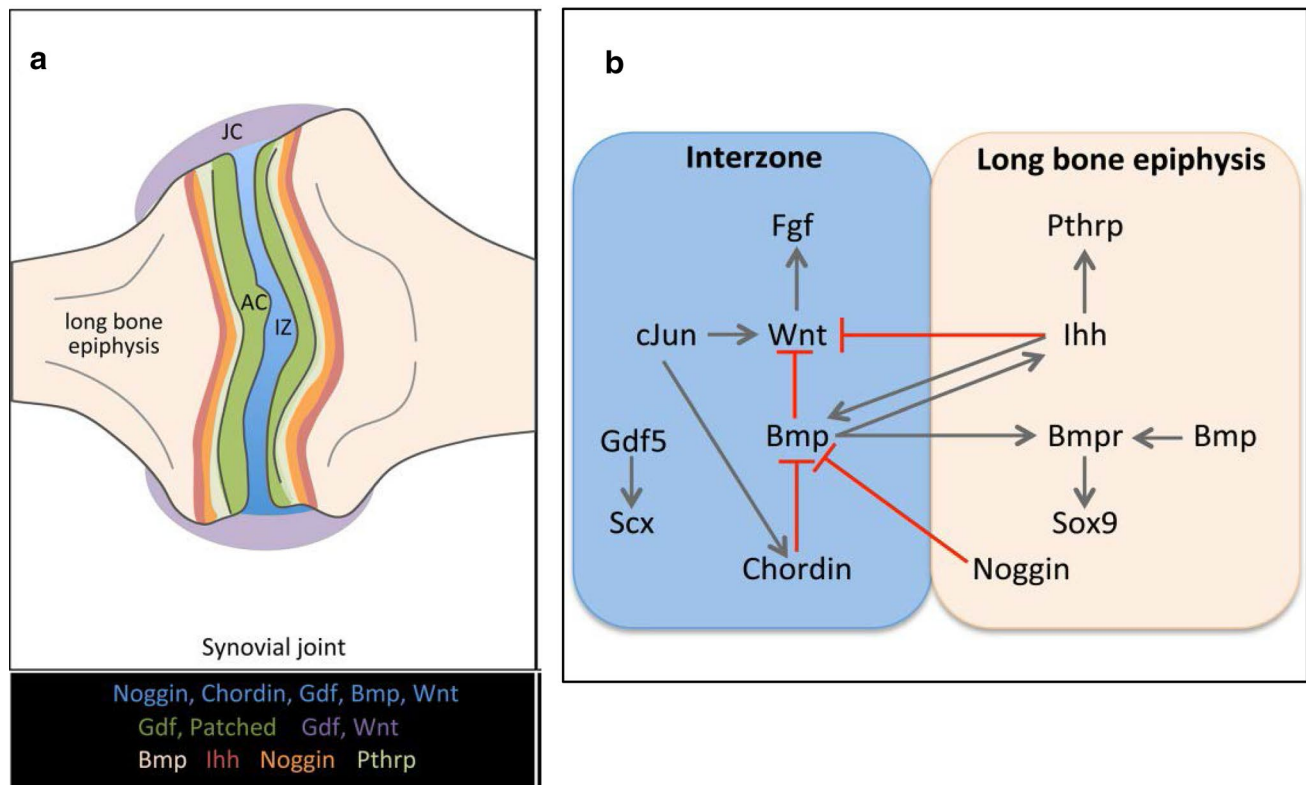 a
JC
AC
IZ
long bone
epiphysis
Synovial joint
Noggin, Chordin, Gdf, Bmp, Wnt
Gdf, Patched Gdf, Wnt
Bmp Ihh Noggin Pthrp
b
Interzone
Long bone epiphysis
Fgf
Pthrp
cJun
Wnt
Ihh
Gdf5
Bmp
Bmpr
Bmp
Scx
Sox9
Chordin
Noggin